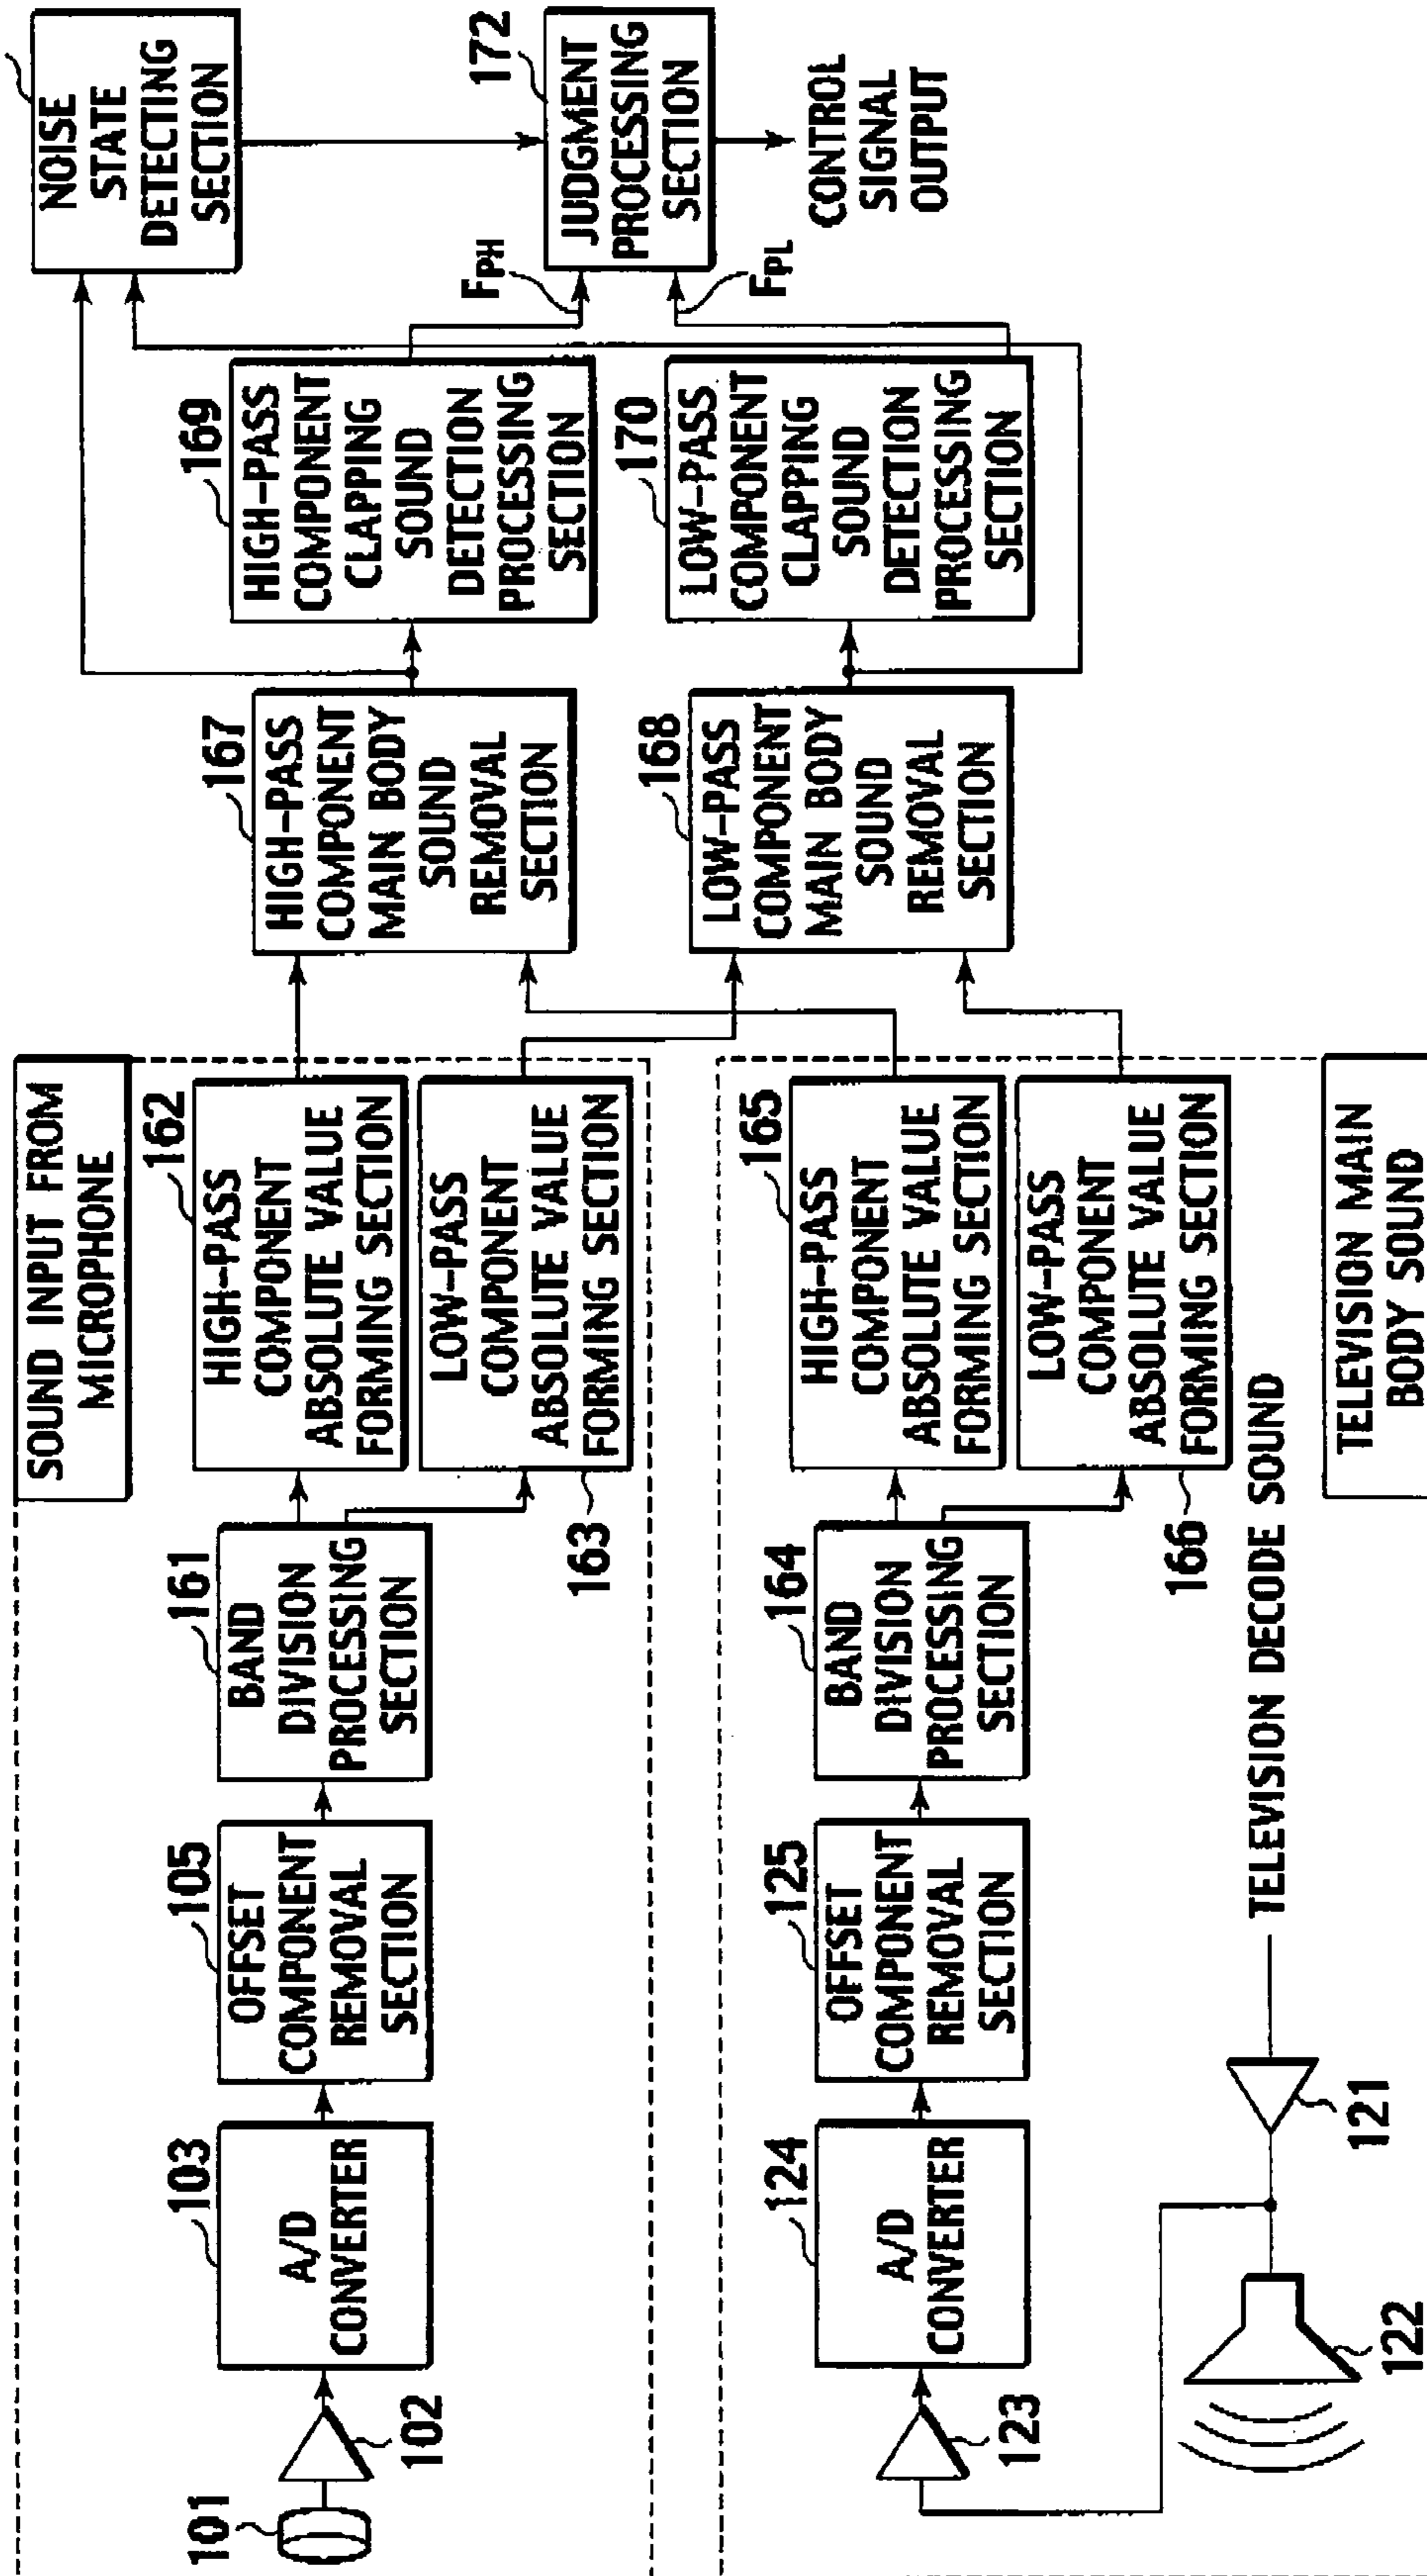 SOUND INPUT FROM
MICROPHONE
101
102
103
A/D
CONVERTER
105
OFFSET
COMPONENT
REMOVAL
SECTION
161
BAND
DIVISION
PROCESSING
SECTION
162
HIGH-PASS
COMPONENT
ABSOLUTE VALUE
FORMING SECTION
LOW-PASS
COMPONENT
ABSOLUTE VALUE
FORMING SECTION
163
167
HIGH-PASS
COMPONENT
MAIN BODY
SOUND
REMOVAL
SECTION
168
LOW-PASS
COMPONENT
MAIN BODY
SOUND
REMOVAL
SECTION
169
HIGH-PASS
COMPONENT
CLAPPING
SOUND
DETECTION
PROCESSING
SECTION
170
LOW-PASS
COMPONENT
CLAPPING
SOUND
DETECTION
PROCESSING
SECTION
NOISE
STATE
DETECTING
SECTION
FPH
FPL
172
JUDGMENT
PROCESSING
SECTION
CONTROL
SIGNAL
OUTPUT
123
124
A/D
CONVERTER
125
OFFSET
COMPONENT
REMOVAL
SECTION
164
BAND
DIVISION
PROCESSING
SECTION
165
HIGH-PASS
COMPONENT
ABSOLUTE VALUE
FORMING SECTION
LOW-PASS
COMPONENT
ABSOLUTE VALUE
FORMING SECTION
166
122
121
TELEVISION DECODE SOUND
TELEVISION MAIN
BODY SOUND